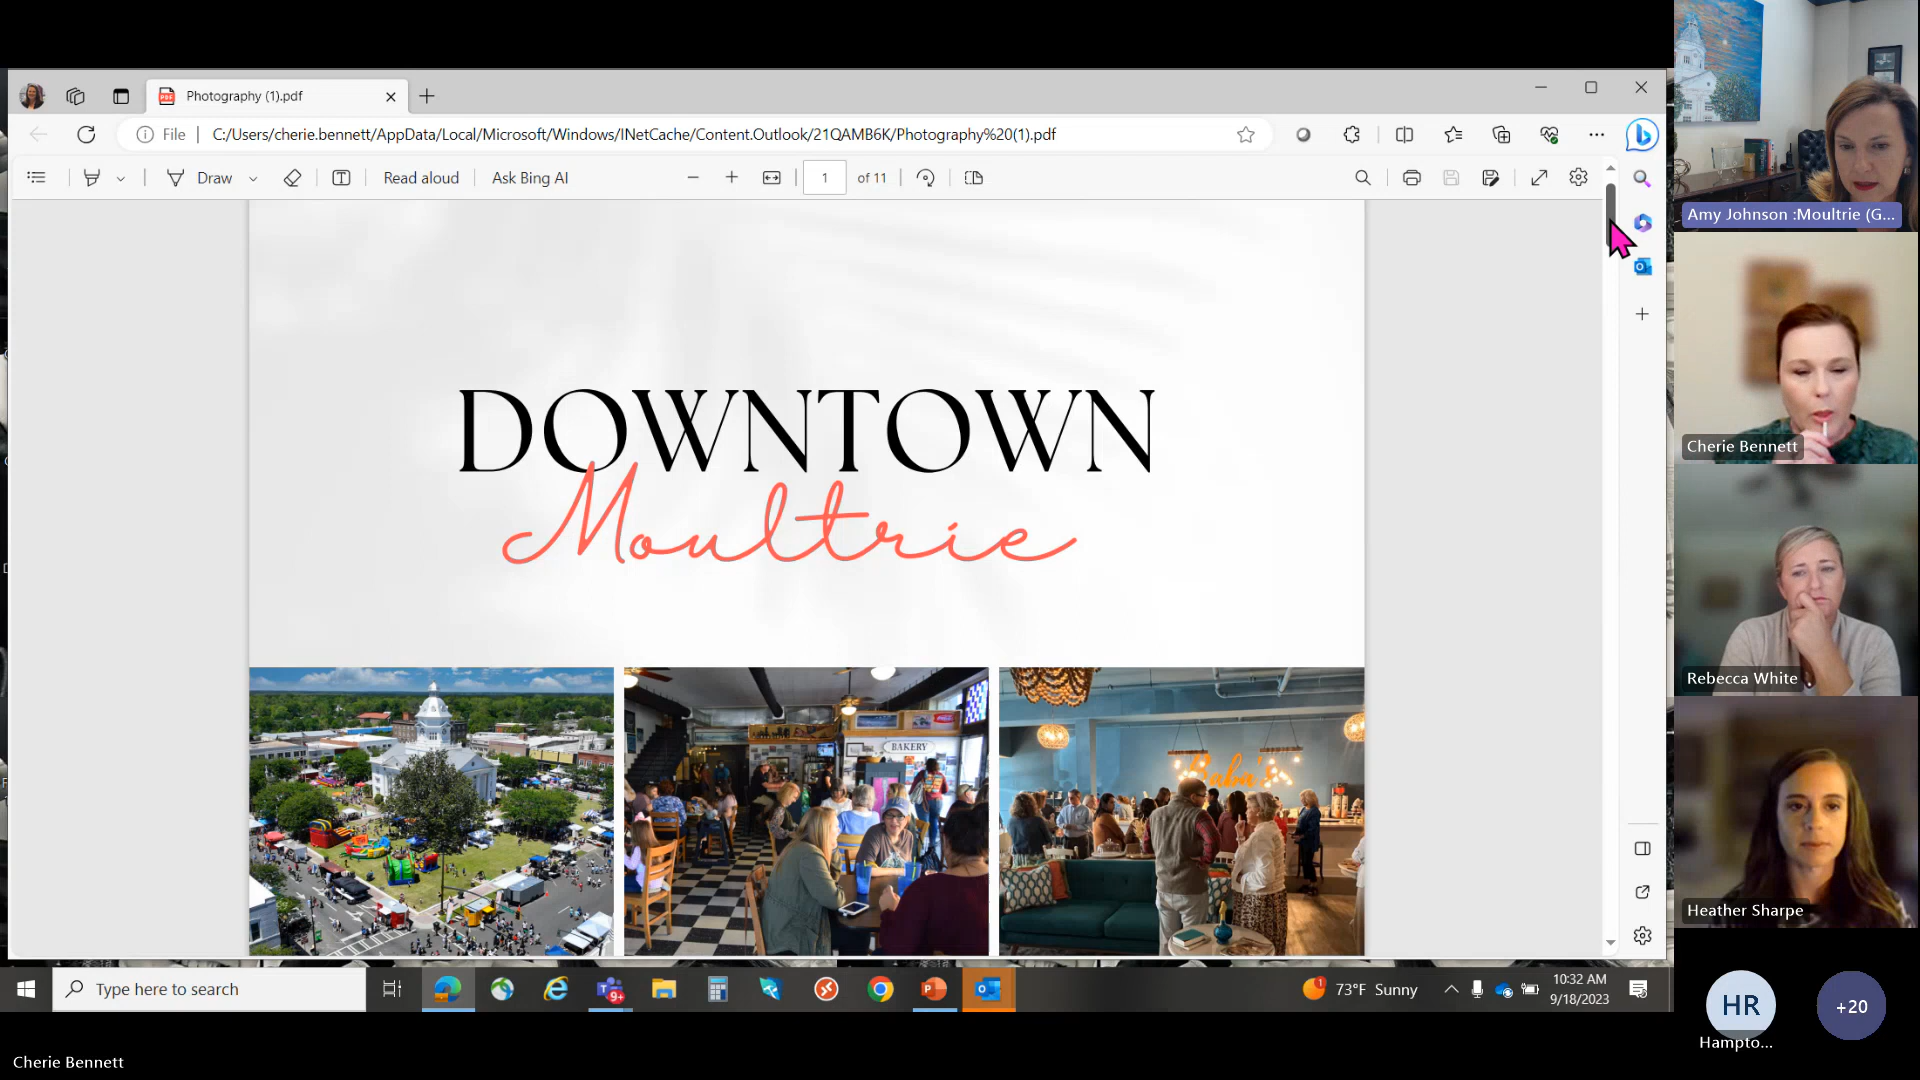 Photography (1).pdf
File
C:/Users/cherie.bennett/AppData/Local/Microsoft/Windows/INetCache/Content.Outlook/21QAMB6K/Photography%20(1).pdf
Draw
Read aloud
Ask Bing AI
1
of 11
DOWNTOWN
Moultrie
BAKERY
Baba's
Type here to search
9+
73°F Sunny
10:32 AM
9/18/2023
Cherie Bennett
Amy Johnson :Moultrie (G...
Cherie Bennett
Rebecca White
Heather Sharpe
HR
Hampto...
+20